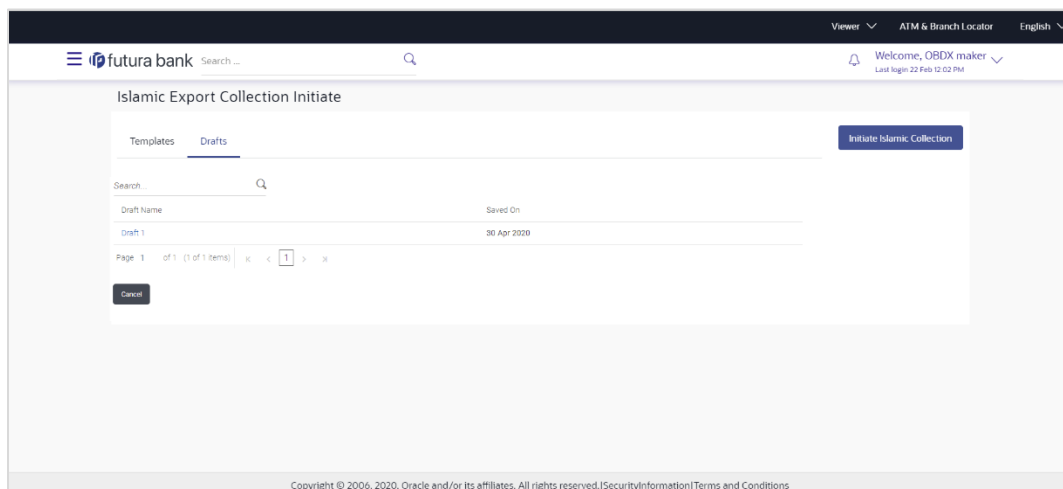 Viewer ATM & Branch Locator English
futura bank Search ... Welcome, OBDX maker
Last login 22 Feb 12:02 PM
Islamic Export Collection Initiate
Templates Drafts Initiate Islamic Collection
Search...
Draft Name Saved On
Draft 1 30 Apr 2020
Page 1 of 1 (1 of 1 items) K < 1 > Ж
Cancel
Copyright © 2006, 2020, Oracle and/or its affiliates. All rights reserved.|SecurityInformation|Terms and Conditions